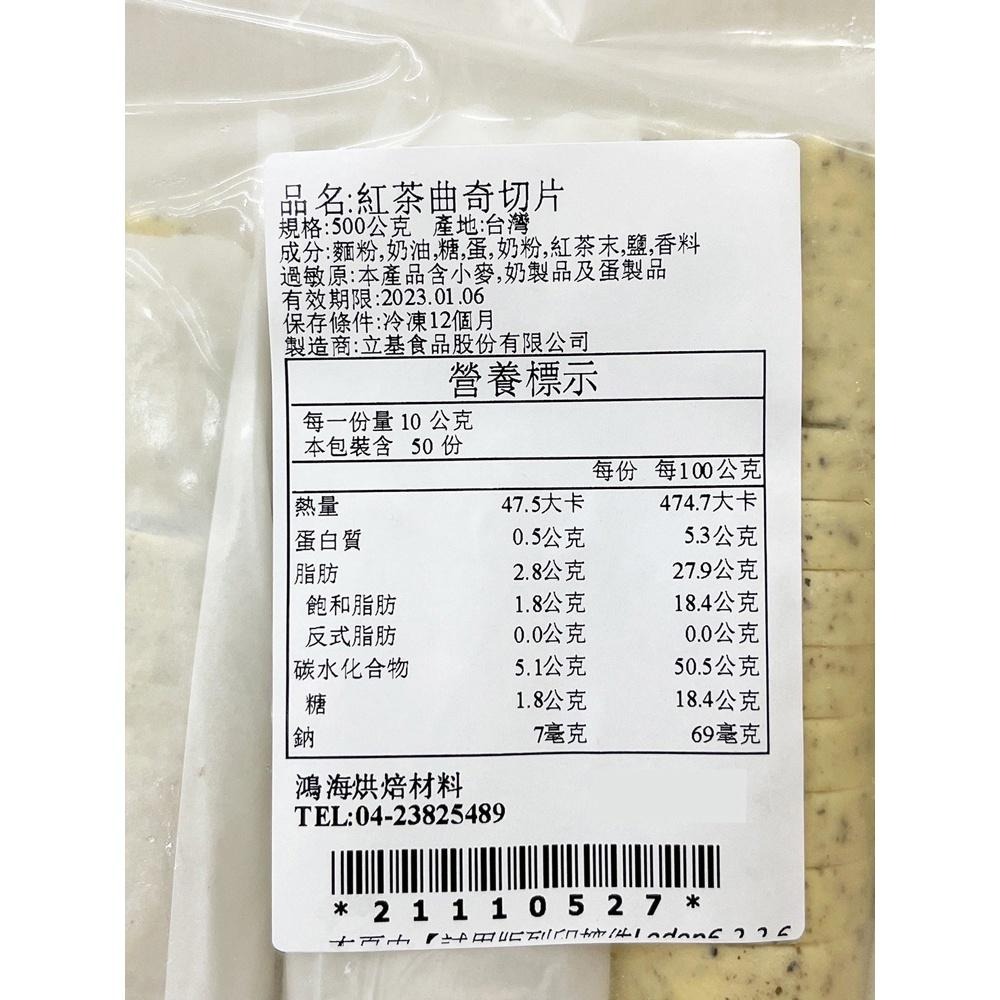 品名:紅茶曲奇切片
規格:500公克 產地:台灣
成分:麵粉,奶油,糖,蛋,奶粉,紅茶末,鹽,香料
過敏原:本產品含小麥,奶製品及蛋製品
有效期限:2023.01.06
保存條件:冷凍12個月
製造商:立基食品股份有限公司
營養標示
每一份量 10 公克
本包裝含 50 份
每份 每100公克
熱量 47.5大卡 474.7大卡
蛋白質 0.5公克 5.3公克
脂肪 2.8公克 27.9公克
飽和脂肪 1.8公克 18.4公克
反式脂肪 0.0公克 0.0公克
碳水化合物 5.1公克 50.5公克
糖 1.8公克 18.4公克
鈉 7毫克 69毫克
鴻海烘焙材料
TEL:04-23825489
*21110527*